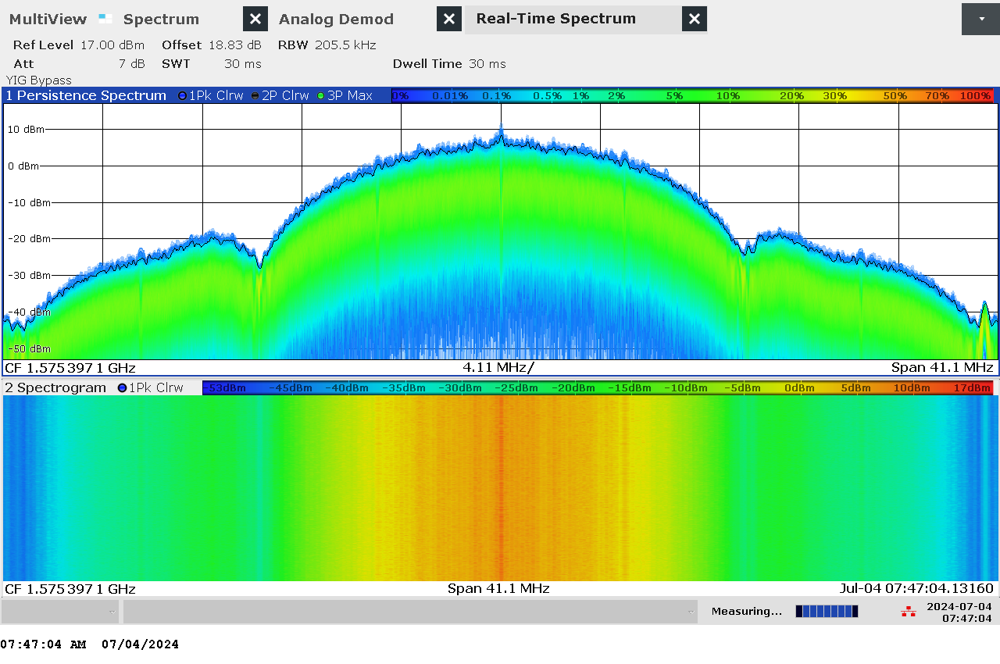 MultiView Spectrum Analog Demod Real-Time Spectrum
Ref Level 17.00 dBm Offset 18.83 dB RBW 205.5 kHz
Att 7 dB SWT 30 ms Dwell Time 30 ms
YIG Bypass
1 Persistence Spectrum 1Pk Clrw 2P Clrw 3P Max 0% 0.01% 0.1% 0.5% 1% 2% 5% 10% 20% 30% 50% 70% 100%
10 dBm
0 dBm
-10 dBm
-20 dBm
-30 dBm
-40 dBm
-50 dBm
CF 1.575 397 1 GHz 4.11 MHz/ Span 41.1 MHz
2 Spectrogram 1Pk Clrw -53dBm -45dBm -40dBm -35dBm -30dBm -25dBm -20dBm -15dBm -10dBm -5dBm 0dBm 5dBm 10dBm 17dBm
CF 1.575 397 1 GHz Span 41.1 MHz Jul-04 07:47:04.13160
Measuring... 2024-07-04
07:47:04
07:47:04 AM 07/04/2024